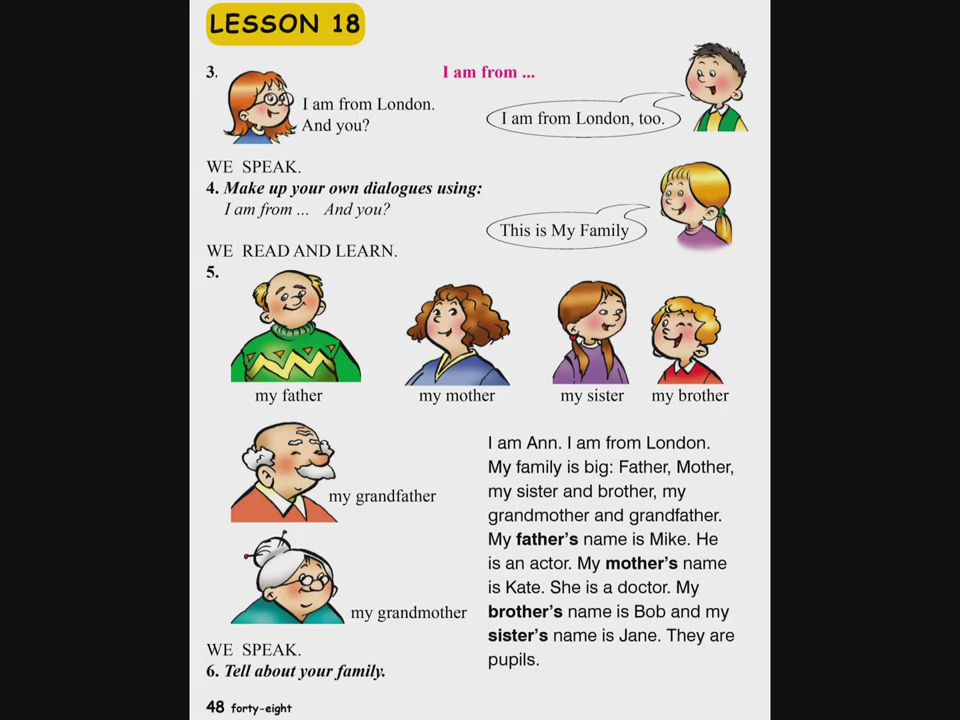 LESSON 18
3.
I am from ...
I am from London.
And you?
I am from London, too.
WE SPEAK.
4. Make up your own dialogues using:
I am from ... And you?
This is My Family
WE READ AND LEARN.
5.
my father
my mother
my sister
my brother
my grandfather
my grandmother
I am Ann. I am from London.
My family is big: Father, Mother,
my sister and brother, my
grandmother and grandfather.
My father's name is Mike. He
is an actor. My mother's name
is Kate. She is a doctor. My
brother's name is Bob and my
sister's name is Jane. They are
pupils.
WE SPEAK.
6. Tell about your family.
48 forty-eight